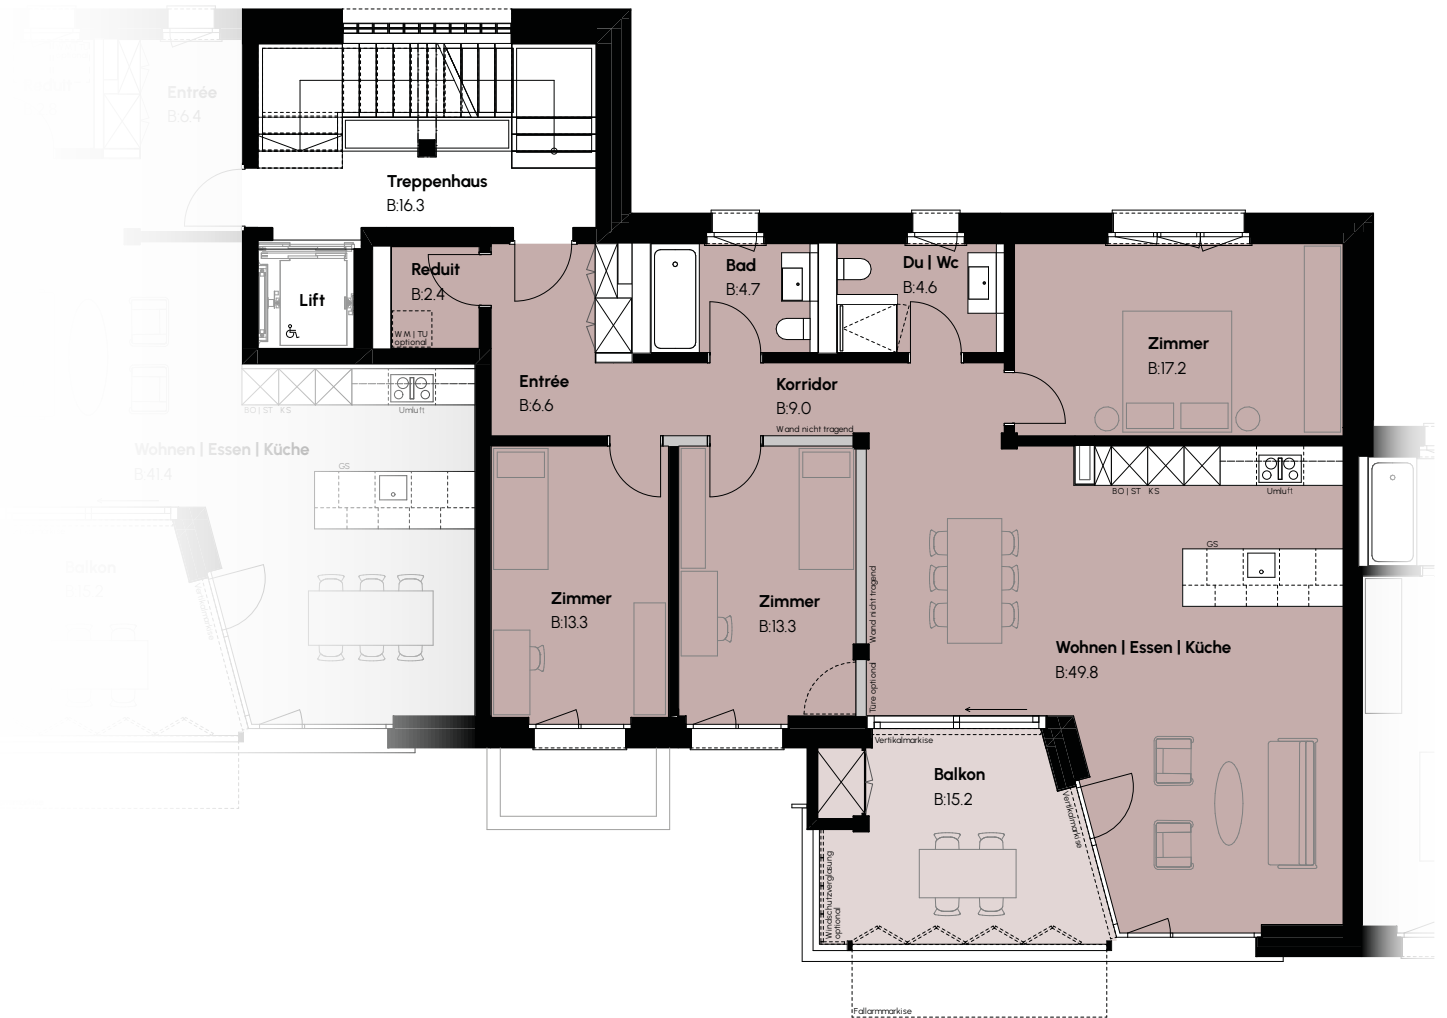 Entrée
B:6.4
Treppenhaus
B:16.3
Lift
Reduit
B:2.4
WM | TU
optional
Bad
B:4.7
Du | Wc
B:4.6
Zimmer
B:17.2
Entrée
B:6.6
Korridor
B:9.0
Wand nicht tragend
BO | ST KS
Umluft
Wohnen | Essen | Küche
B:41.4
GS
BO | ST KS
Umluft
GS
Balkon
B:15.2
Vertikalmarkise
Zimmer
B:13.3
Zimmer
B:13.3
Wand nicht tragend
Türe optional
Wohnen | Essen | Küche
B:49.8
Vertikalmarkise
Balkon
B:15.2
Vertikalmarkise
Windschutzverglasung
optional
Fallarmmarkise